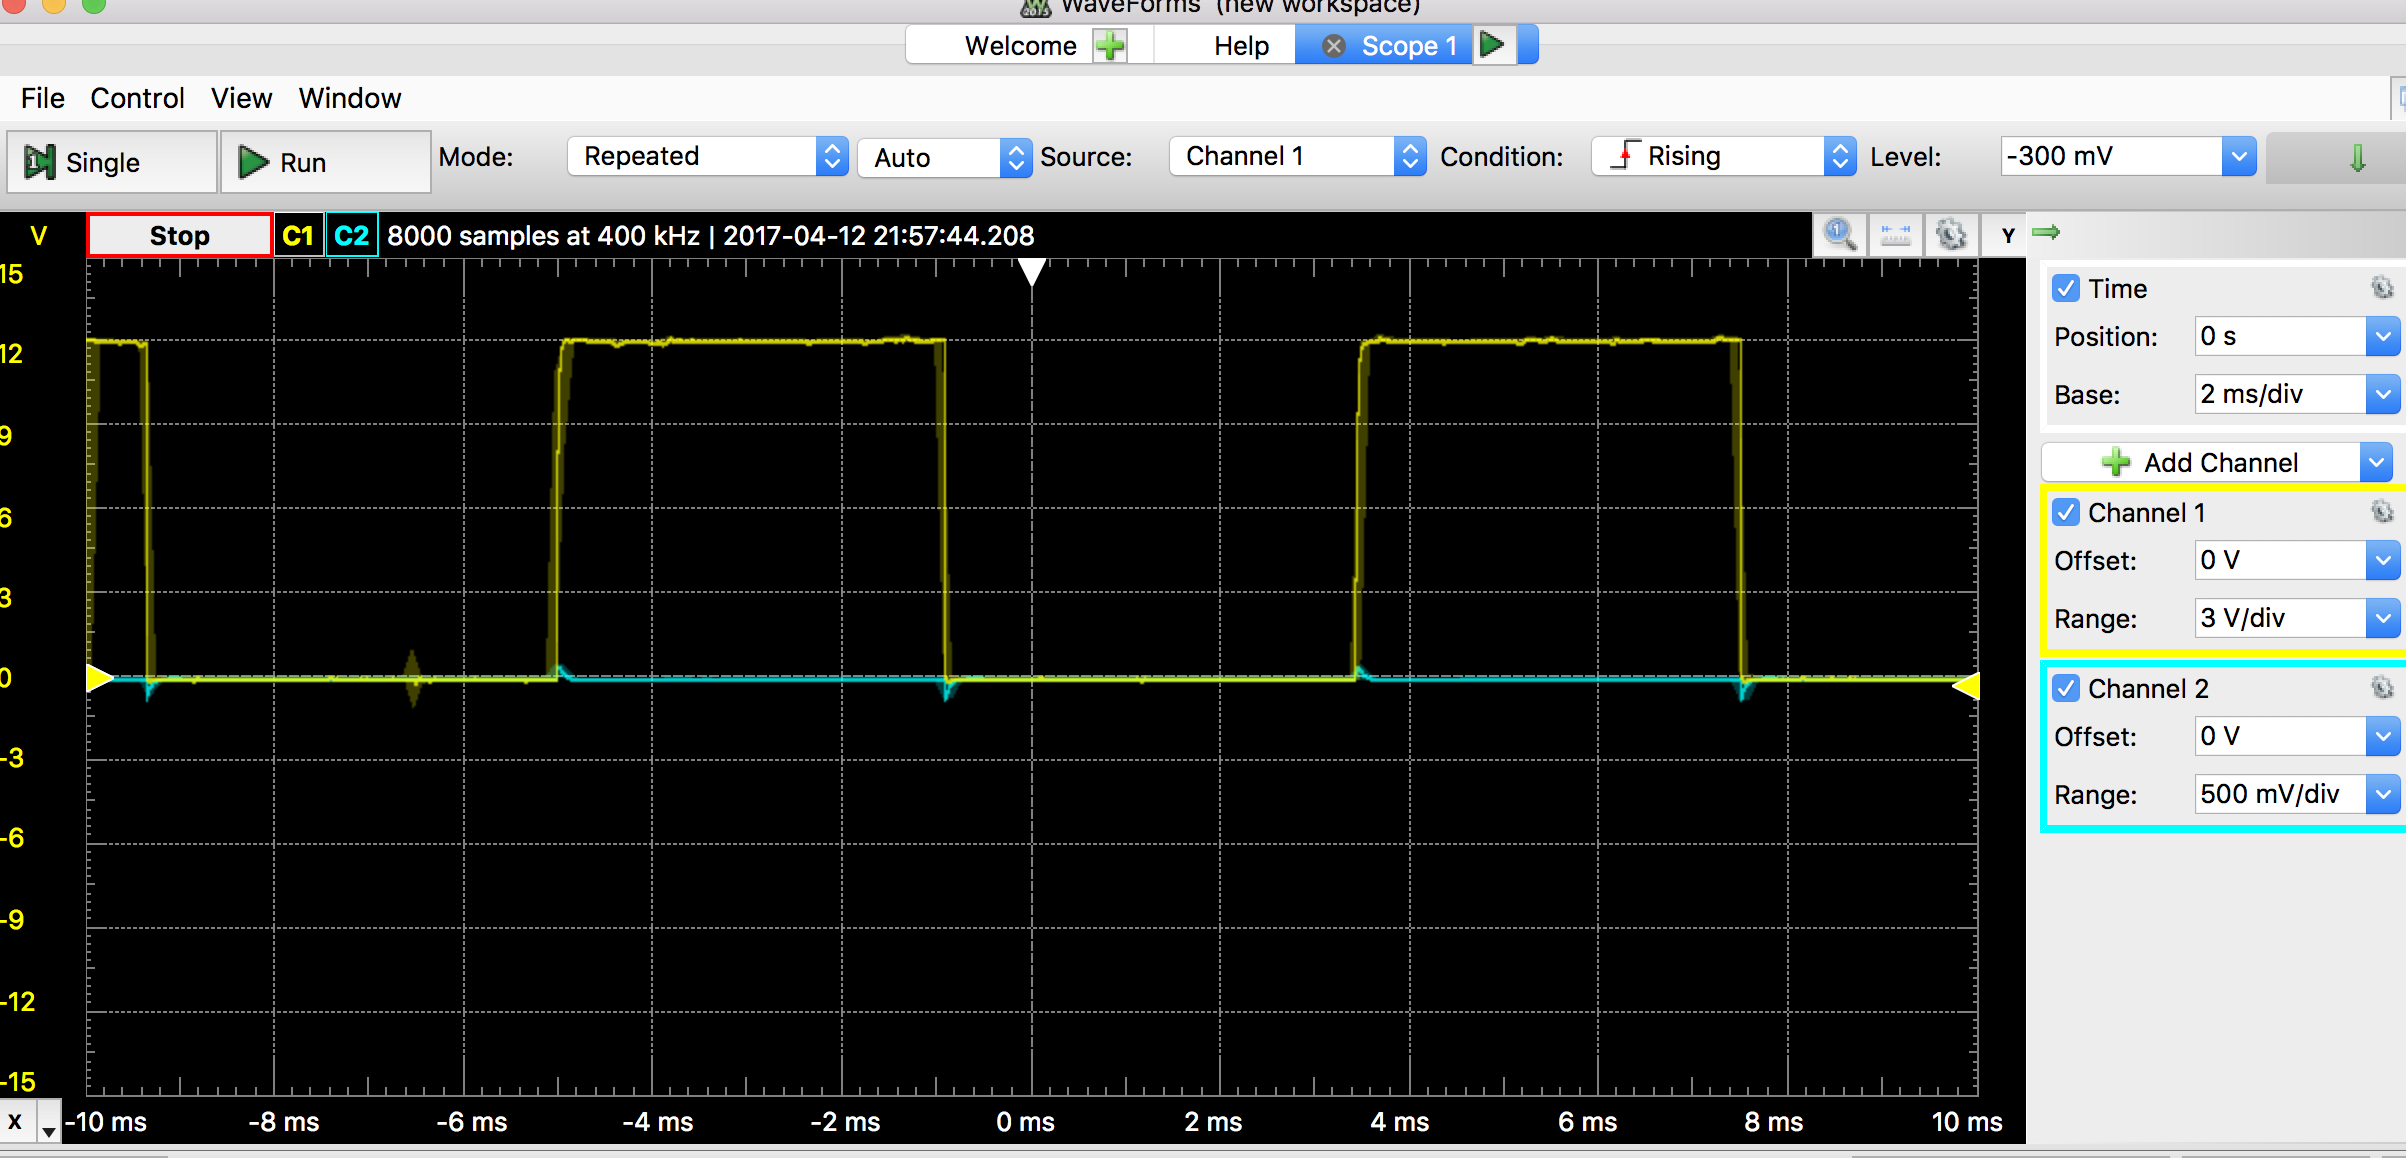 WaveForms (new workspace)
Welcome Help Scope 1
File Control View Window
Single Run Mode: Repeated Auto Source: Channel 1 Condition: Rising Level: -300 mV
V Stop C1 C2 8000 samples at 400 kHz | 2017-04-12 21:57:44.208 Y
15
12
9
6
3
0
-3
-6
-9
-12
-15
X -10 ms -8 ms -6 ms -4 ms -2 ms 0 ms 2 ms 4 ms 6 ms 8 ms 10 ms
Time
Position: 0 s
Base: 2 ms/div
Add Channel
Channel 1
Offset: 0 V
Range: 3 V/div
Channel 2
Offset: 0 V
Range: 500 mV/div